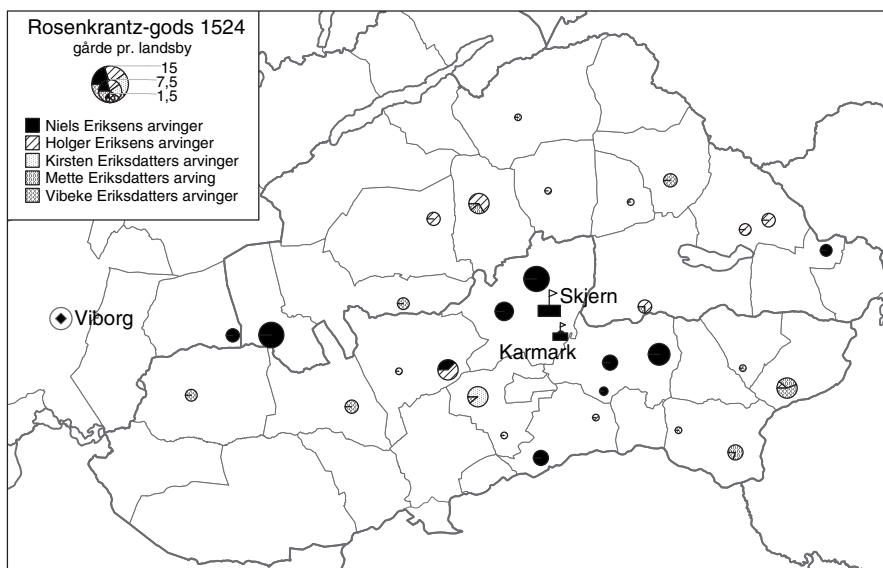 Rosenkrantz-gods 1524
gårde pr. landsby
15
7,5
1,5
Niels Eriksens arvinger
Holger Eriksens arvinger
Kirsten Eriksdatters arvinger
Mette Eriksdatters arving
Vibeke Eriksdatters arvinger
Skjern
Viborg
Karmark